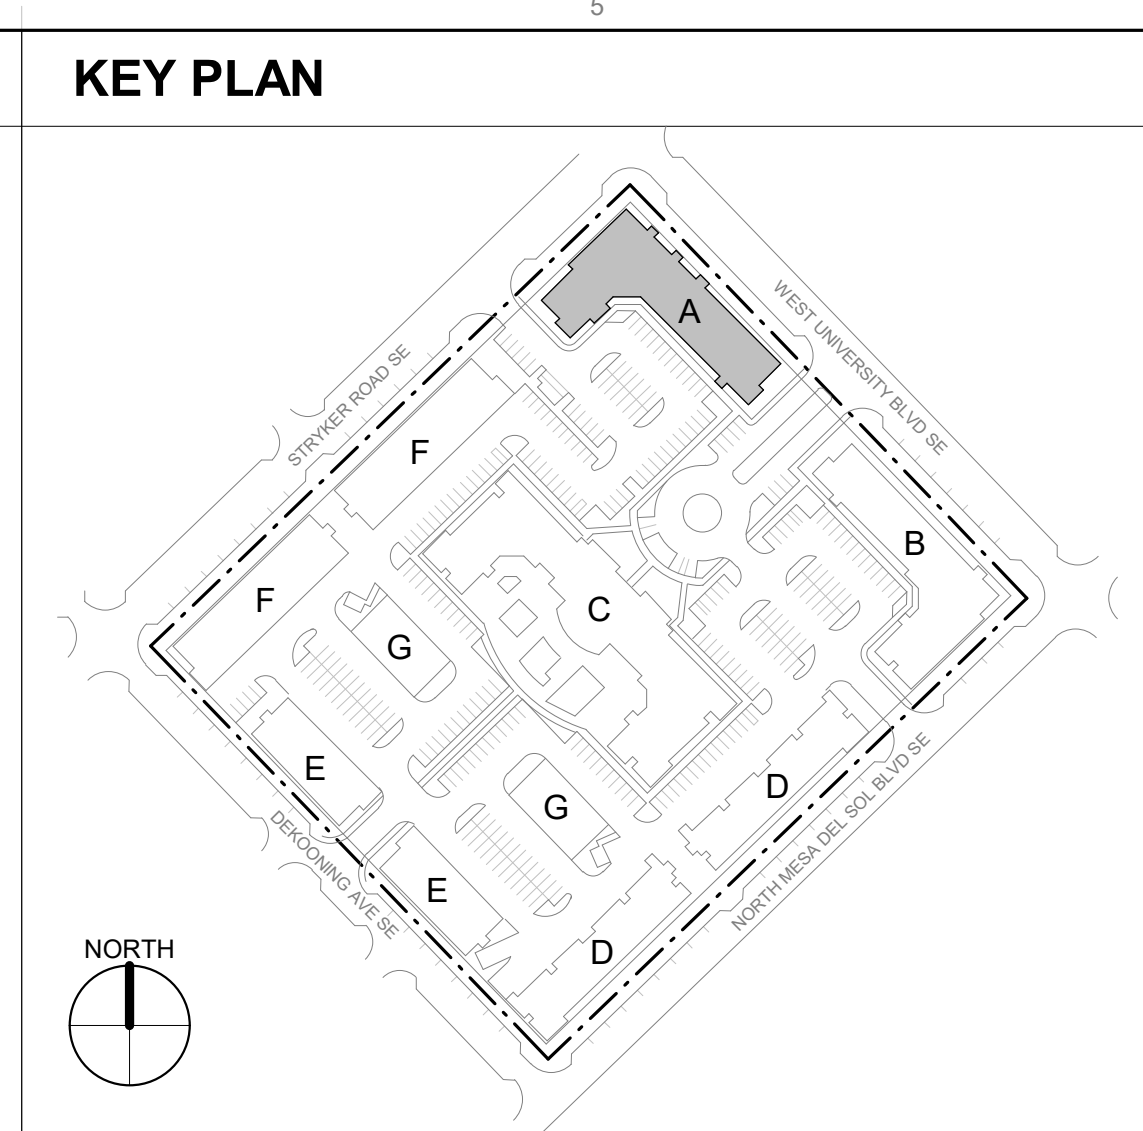 5
KEY PLAN
WEST UNIVERSITY BLVD SE
A
STRYKER ROAD SE
F
B
F
C
G
E
D
G
NORTH MESA DEL SOL BLVD SE
DEKOONING AVE SE
E
D
NORTH